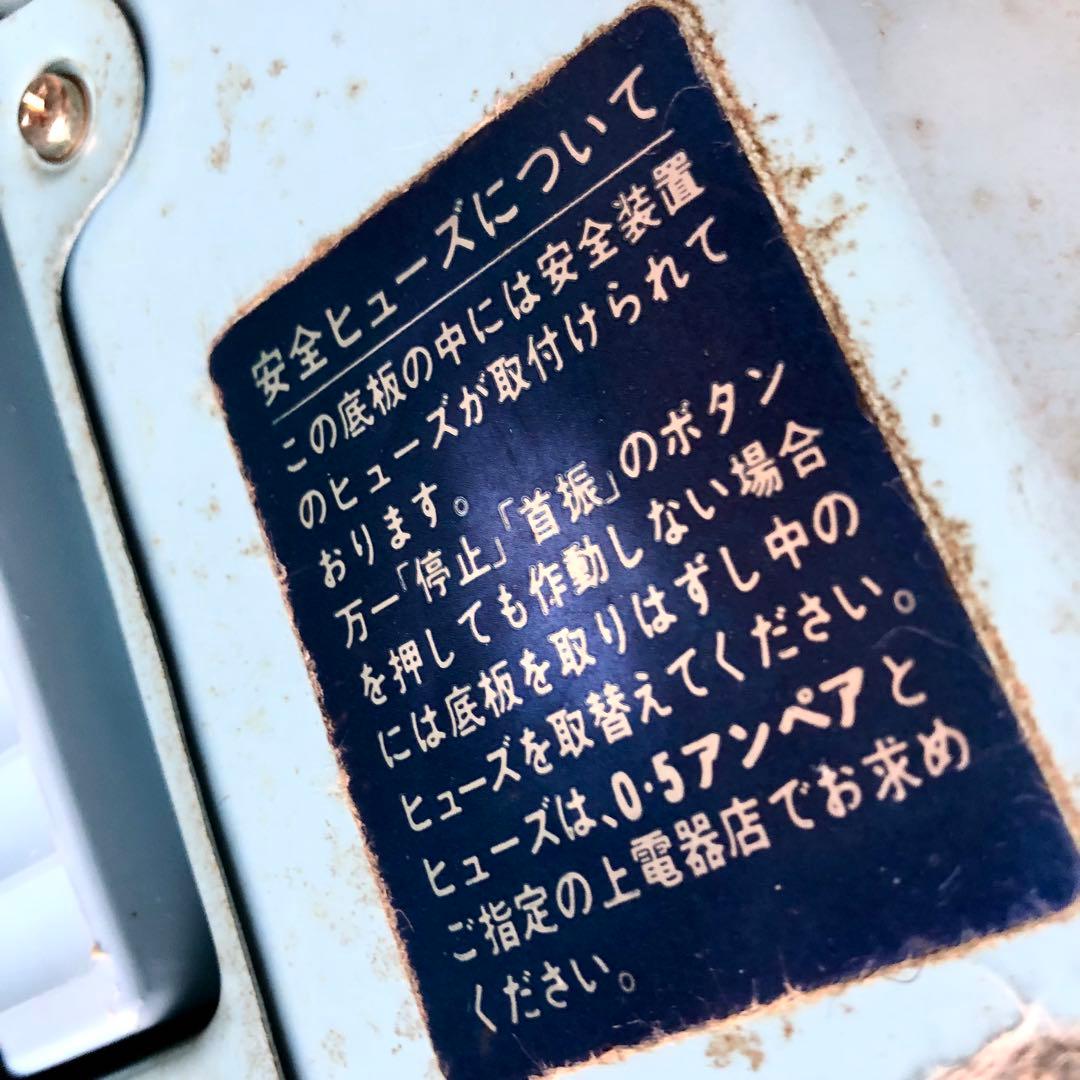 安全ヒューズについて
この底板の中には安全装置
のヒューズが取付けられて
おります。
万一「停止」「首振」のボタン
を押しても作動しない場合
には底板を取りはずし中の
ヒューズを取替えてください。
ヒューズは、0・5アンペアと
ご指定の上電器店でお求め
ください。